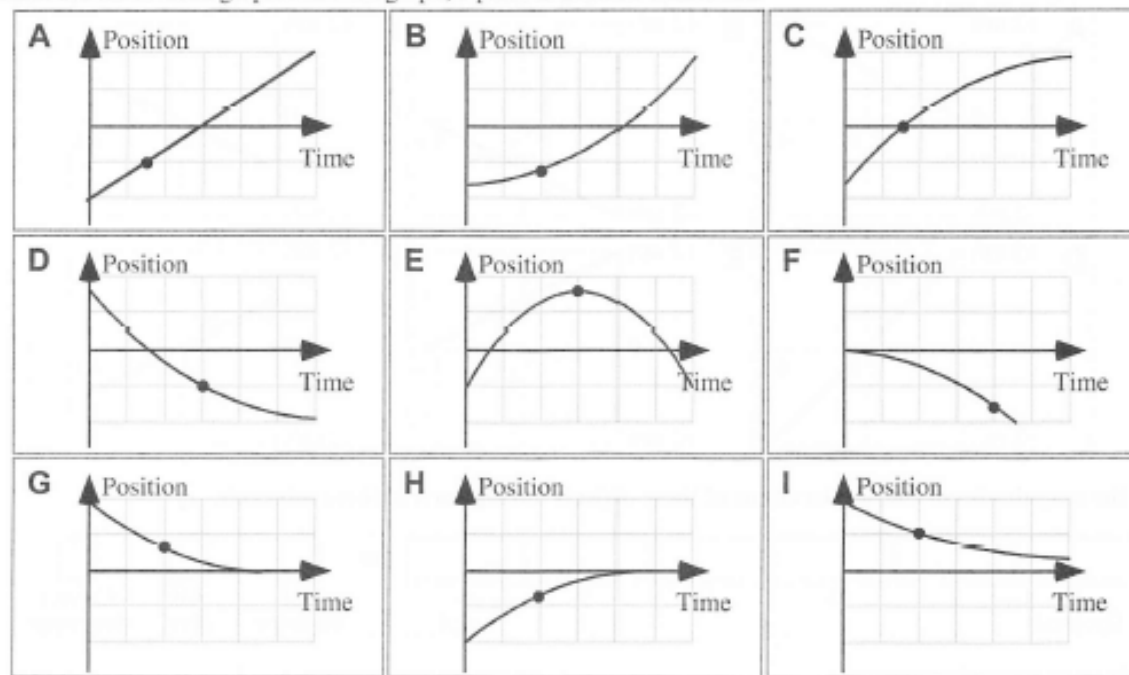 A Position
B Position
C Position
Time
Time
Time
D Position
E Position
F Position
Time
Time
Time
G Position
H Position
I Position
Time
Time
Time